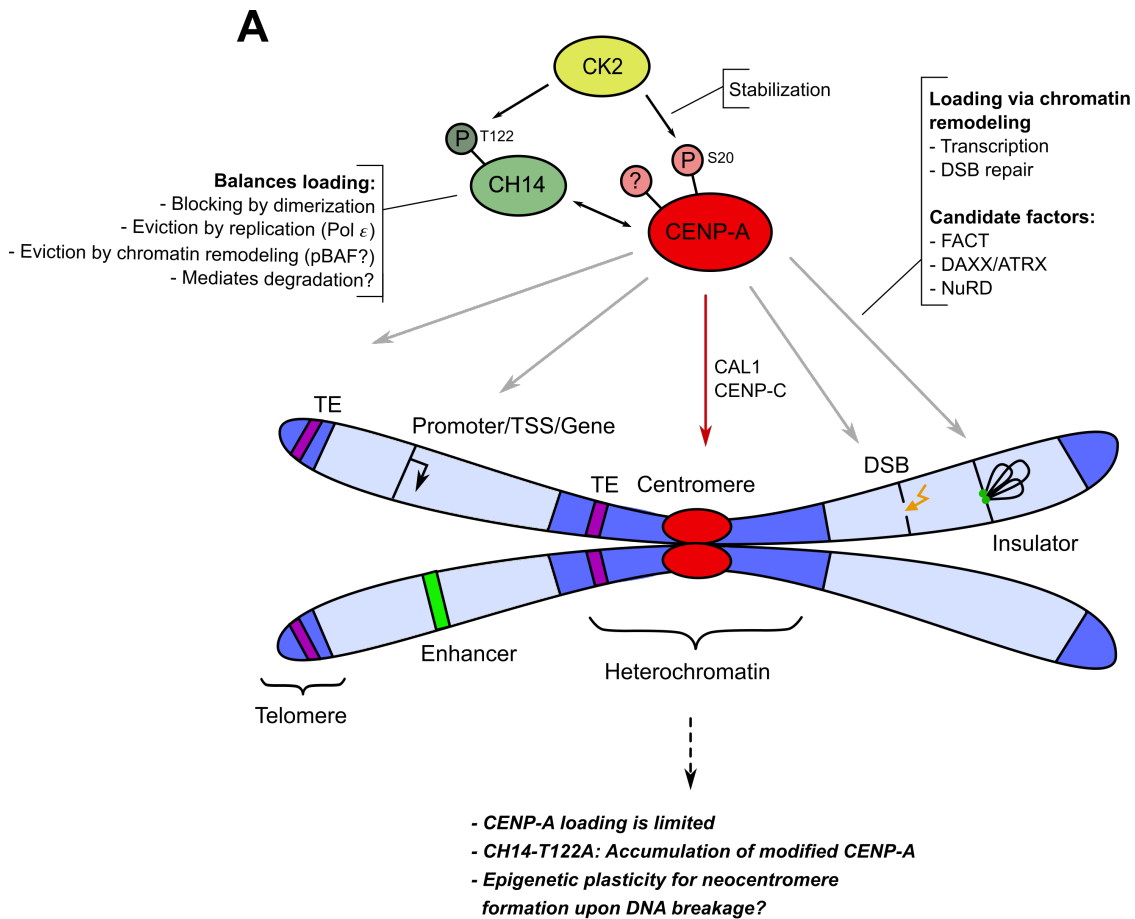 A
CK2
Stabilization
P
T122
P
S20
?
CH14
CENP-A
Balances loading:
- Blocking by dimerization
- Eviction by replication (Pol ε)
- Eviction by chromatin remodeling (pBAF?)
- Mediates degradation?
Loading via chromatin
remodeling
- Transcription
- DSB repair
Candidate factors:
- FACT
- DAXX/ATRX
- NuRD
CAL1
CENP-C
TE
Promoter/TSS/Gene
TE
Centromere
DSB
Insulator
Enhancer
Heterochromatin
Telomere
- CENP-A loading is limited
- CH14-T122A: Accumulation of modified CENP-A
- Epigenetic plasticity for neocentromere
formation upon DNA breakage?